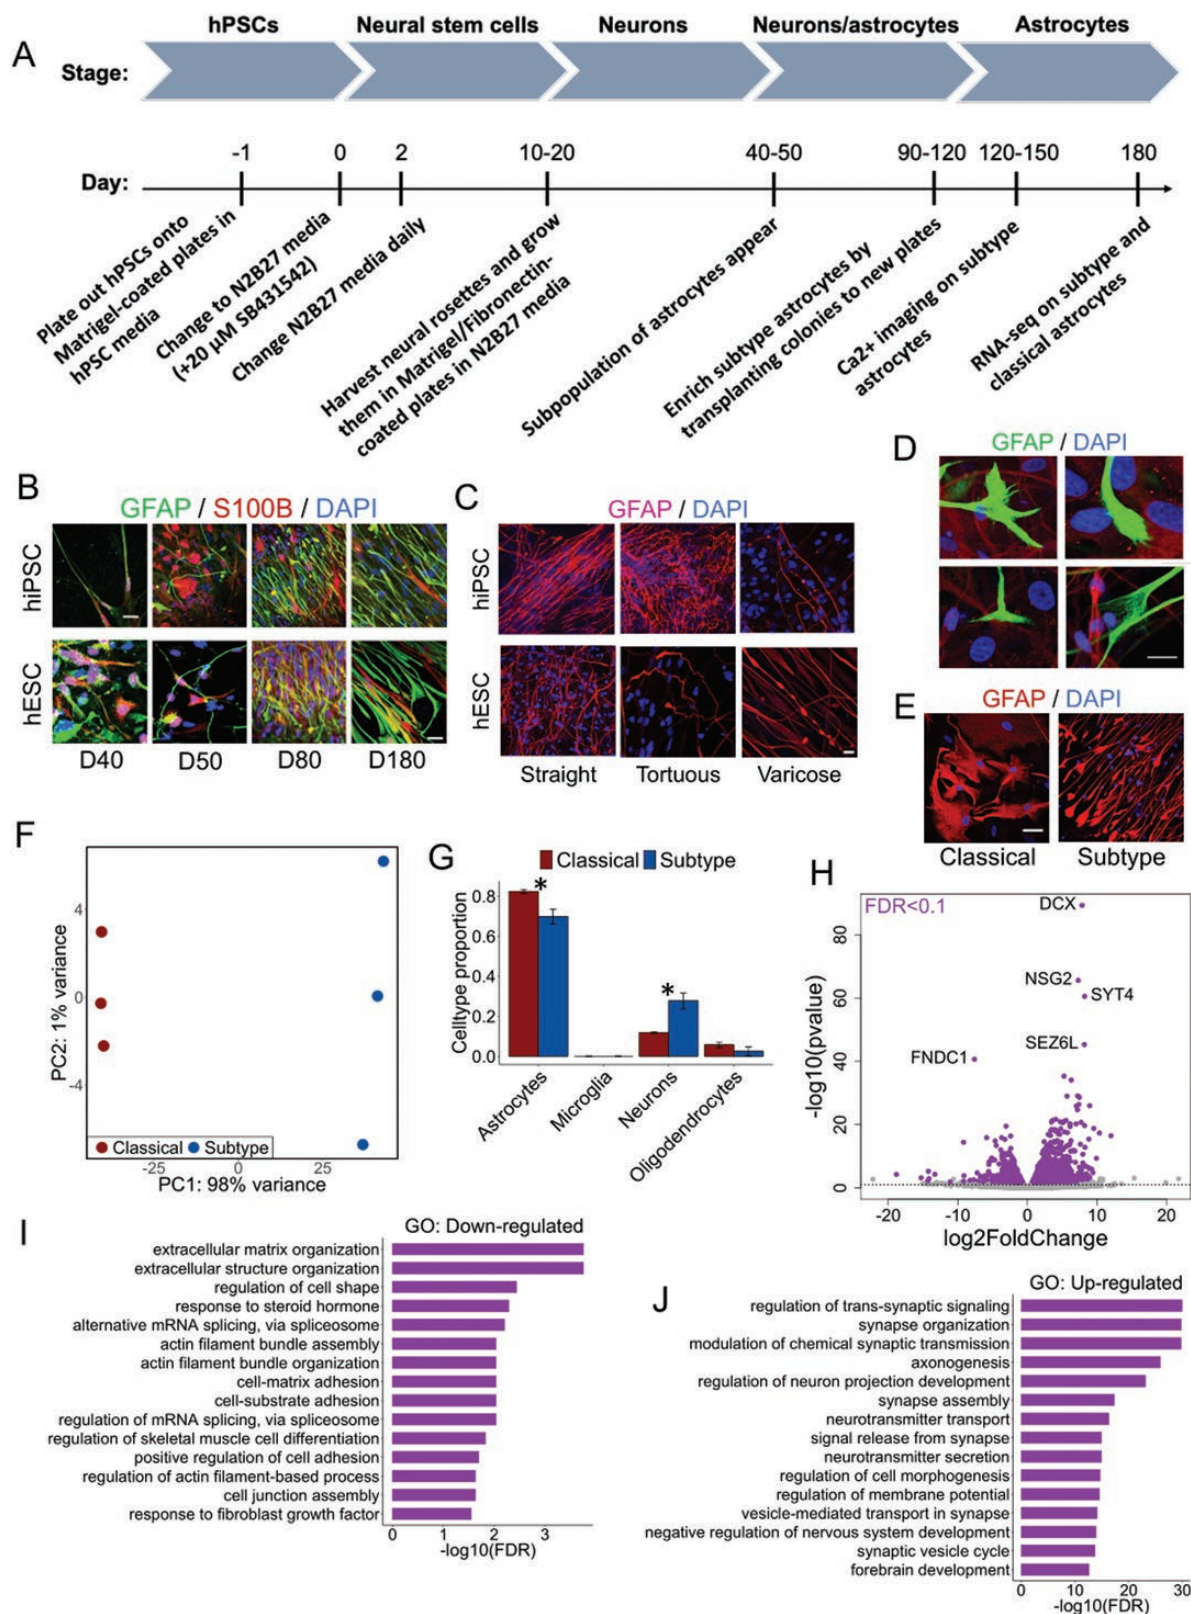 A
hPSCs
Neural stem cells
Neurons
Neurons/astrocytes
Astrocytes
Stage:
Day:
-1
0
2
10-20
40-50
90-120
120-150
180
Plate out hPSCs onto
Matrigel-coated plates in
hPSC media
Change to N2B27 media
(+20 µM SB431542)
Change N2B27 media daily
Harvest neural rosettes and grow
them in Matrigel/Fibronectin-
coated plates in N2B27 media
Subpopulation of astrocytes appear
Enrich subtype astrocytes by
transplanting colonies to new plates
Ca2+ imaging on subtype
astrocytes
RNA-seq on subtype and
classical astrocytes
B
GFAP / S100B / DAPI
hiPSC
hESC
D40
D50
D80
D180
C
GFAP / DAPI
hiPSC
hESC
Straight
Tortuous
Varicose
D
GFAP / DAPI
E
GFAP / DAPI
Classical
Subtype
F
PC2: 1% variance
4
0
-4
Classical
Subtype
-25
0
25
PC1: 98% variance
G
Classical
Subtype
Celltype proportion
0.8
0.6
0.4
0.2
0.0
*
*
Astrocytes
Microglia
Neurons
Oligodendrocytes
H
FDR<0.1
-log10(pvalue)
80
60
40
20
0
DCX
NSG2
SYT4
SEZ6L
FNDC1
-20
-10
0
10
20
log2FoldChange
I
GO: Down-regulated
extracellular matrix organization
extracellular structure organization
regulation of cell shape
response to steroid hormone
alternative mRNA splicing, via spliceosome
actin filament bundle assembly
actin filament bundle organization
cell-matrix adhesion
cell-substrate adhesion
regulation of mRNA splicing, via spliceosome
regulation of skeletal muscle cell differentiation
positive regulation of cell adhesion
regulation of actin filament-based process
cell junction assembly
response to fibroblast growth factor
0
1
2
3
-log10(FDR)
J
GO: Up-regulated
regulation of trans-synaptic signaling
synapse organization
modulation of chemical synaptic transmission
axonogenesis
regulation of neuron projection development
synapse assembly
neurotransmitter transport
signal release from synapse
neurotransmitter secretion
regulation of cell morphogenesis
regulation of membrane potential
vesicle-mediated transport in synapse
negative regulation of nervous system development
synaptic vesicle cycle
forebrain development
0
10
20
30
-log10(FDR)